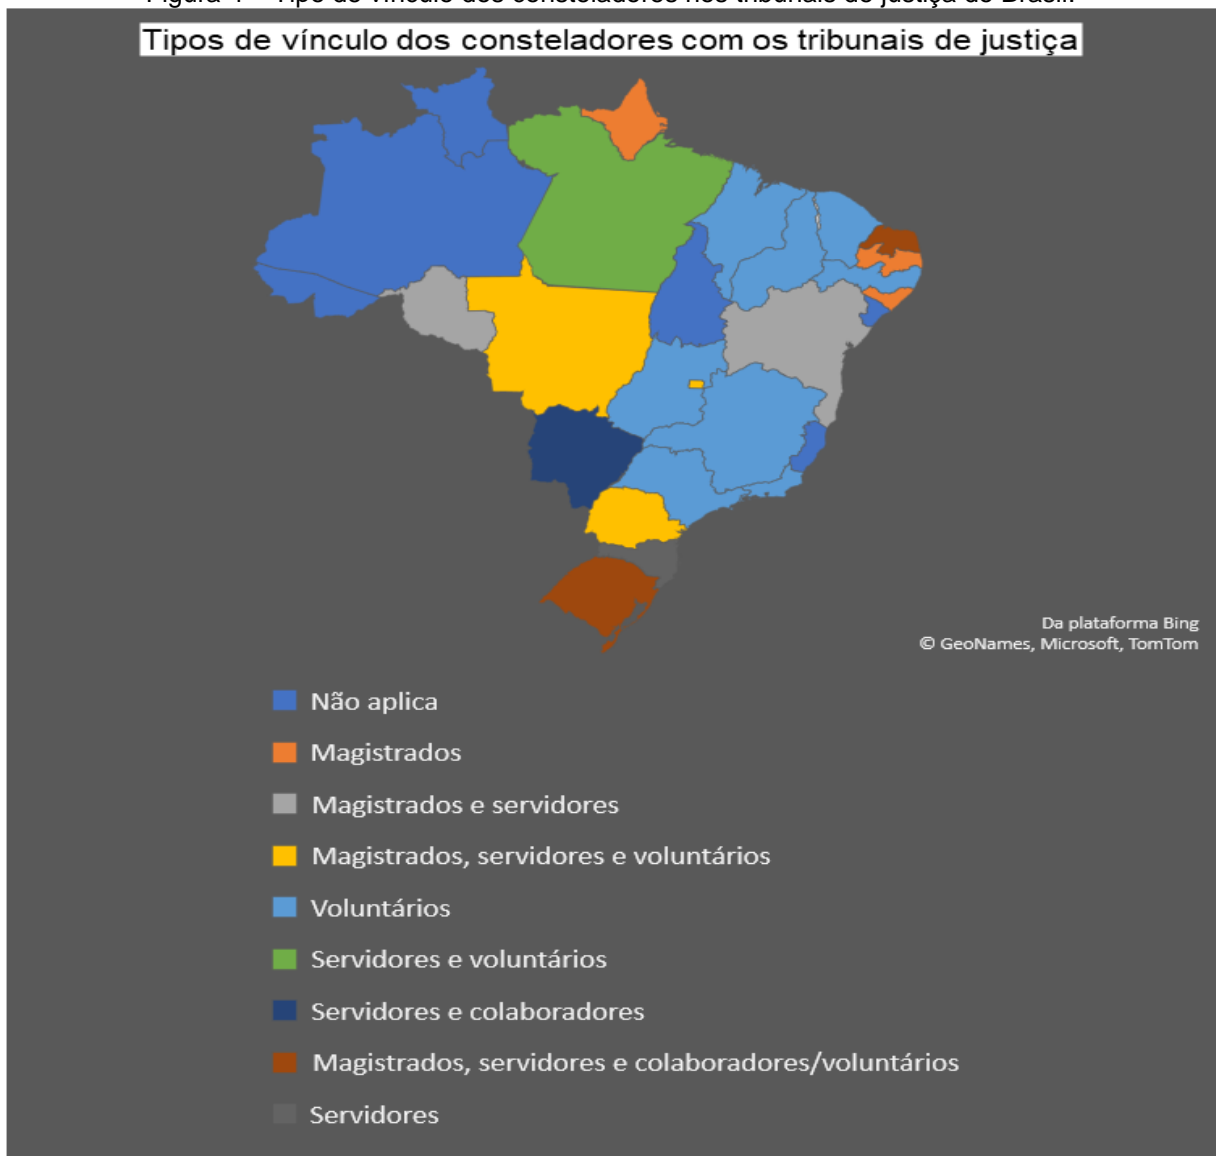 Tipos de vínculo dos consteladores com os tribunais de justiça
Da plataforma Bing
© GeoNames, Microsoft, TomTom
Não aplica
Magistrados
Magistrados e servidores
Magistrados, servidores e voluntários
Voluntários
Servidores e voluntários
Servidores e colaboradores
Magistrados, servidores e colaboradores/voluntários
Servidores